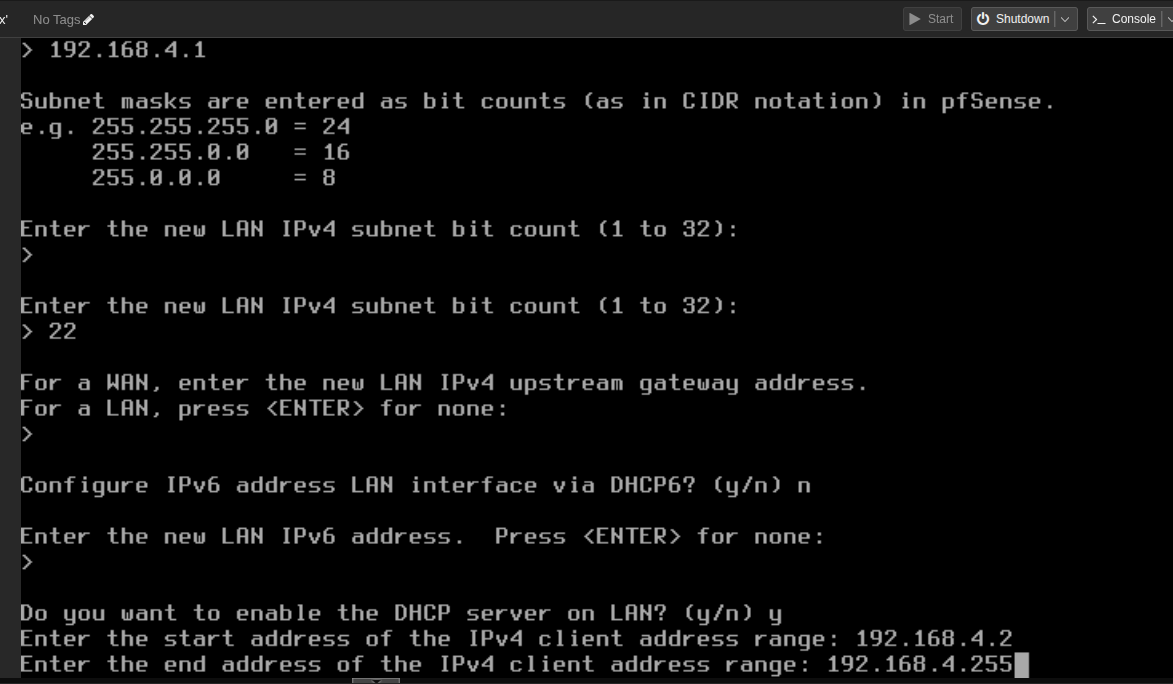 x' No Tags Start Shutdown Console
> 192.168.4.1
Subnet masks are entered as bit counts (as in CIDR notation) in pfSense.
e.g. 255.255.255.0 = 24
255.255.0.0 = 16
255.0.0.0 = 8
Enter the new LAN IPv4 subnet bit count (1 to 32):
>
Enter the new LAN IPv4 subnet bit count (1 to 32):
> 22
For a WAN, enter the new LAN IPv4 upstream gateway address.
For a LAN, press <ENTER> for none:
>
Configure IPv6 address LAN interface via DHCP6? (y/n) n
Enter the new LAN IPv6 address. Press <ENTER> for none:
>
Do you want to enable the DHCP server on LAN? (y/n) y
Enter the start address of the IPv4 client address range: 192.168.4.2
Enter the end address of the IPv4 client address range: 192.168.4.255